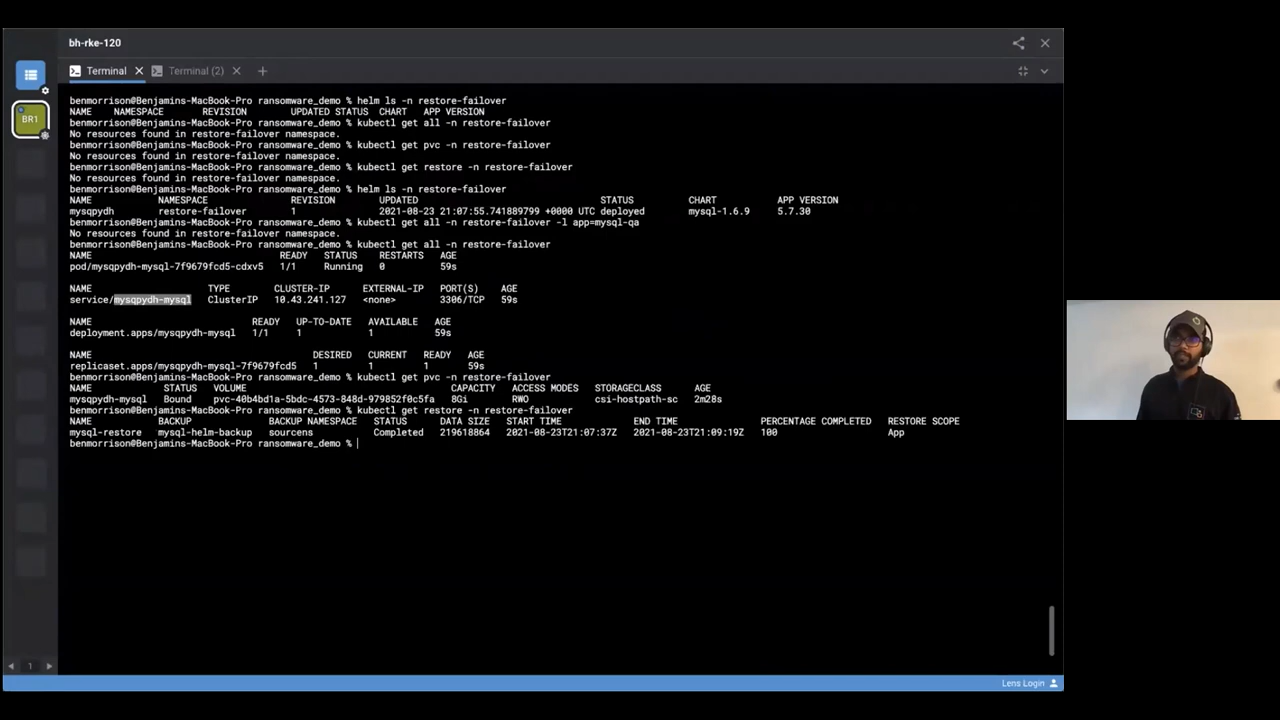 bh-rke-120
Terminal
Terminal (2)
BR1
benmorrison@Benjamins-MacBook-Pro ransomware_demo % helm ls -n restore-failover
NAME NAMESPACE REVISION UPDATED STATUS CHART APP VERSION
benmorrison@Benjamins-MacBook-Pro ransomware_demo % kubectl get all -n restore-failover
No resources found in restore-failover namespace.
benmorrison@Benjamins-MacBook-Pro ransomware_demo % kubectl get pvc -n restore-failover
No resources found in restore-failover namespace.
benmorrison@Benjamins-MacBook-Pro ransomware_demo % kubectl get restore -n restore-failover
No resources found in restore-failover namespace.
benmorrison@Benjamins-MacBook-Pro ransomware_demo % helm ls -n restore-failover
NAME NAMESPACE REVISION UPDATED STATUS CHART APP VERSION
mysqpydh restore-failover 1 2021-08-23 21:07:55.741889799 +0000 UTC deployed mysql-1.6.9 5.7.30
benmorrison@Benjamins-MacBook-Pro ransomware_demo % kubectl get all -n restore-failover -l app=mysql-qa
No resources found in restore-failover namespace.
benmorrison@Benjamins-MacBook-Pro ransomware_demo % kubectl get all -n restore-failover
NAME READY STATUS RESTARTS AGE
pod/mysqpydh-mysql-7f9679fcd5-cdxv5 1/1 Running 0 59s
NAME TYPE CLUSTER-IP EXTERNAL-IP PORT(S) AGE
service/mysqpydh-mysql ClusterIP 10.43.241.127 <none> 3306/TCP 59s
NAME READY UP-TO-DATE AVAILABLE AGE
deployment.apps/mysqpydh-mysql 1/1 1 1 59s
NAME DESIRED CURRENT READY AGE
replicaset.apps/mysqpydh-mysql-7f9679fcd5 1 1 1 59s
benmorrison@Benjamins-MacBook-Pro ransomware_demo % kubectl get pvc -n restore-failover
NAME STATUS VOLUME CAPACITY ACCESS MODES STORAGECLASS AGE
mysqpydh-mysql Bound pvc-40b4bd1a-5bdc-4573-848d-979852f0c5fa 8Gi RWO csi-hostpath-sc 2m28s
benmorrison@Benjamins-MacBook-Pro ransomware_demo % kubectl get restore -n restore-failover
NAME BACKUP BACKUP NAMESPACE STATUS DATA SIZE START TIME END TIME PERCENTAGE COMPLETED RESTORE SCOPE
mysql-restore mysql-helm-backup sourcens Completed 219618864 2021-08-23T21:07:37Z 2021-08-23T21:09:19Z 100 App
benmorrison@Benjamins-MacBook-Pro ransomware_demo %
1
Lens Login